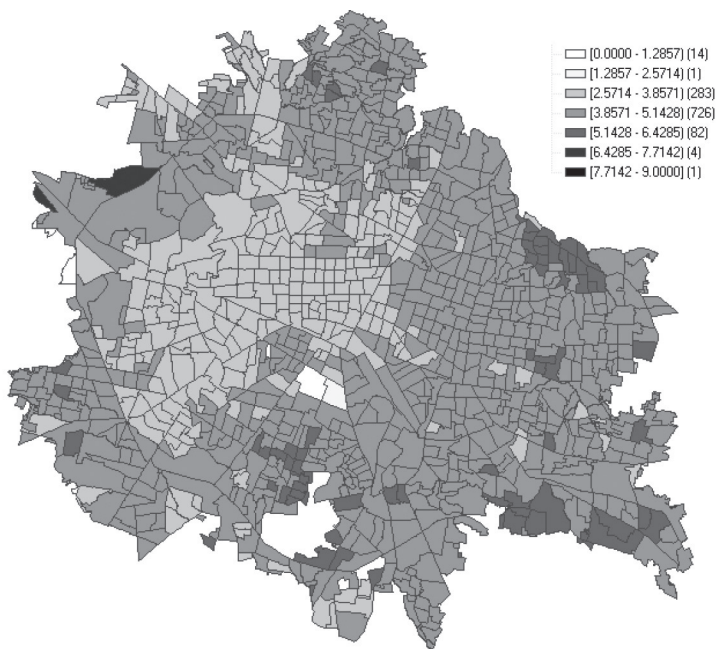 [0.0000 - 1.2857) (14)
[1.2857 - 2.5714) (1)
[2.5714 - 3.8571) (283)
[3.8571 - 5.1428) (726)
[5.1428 - 6.4285) (82)
[6.4285 - 7.7142) (4)
[7.7142 - 9.0000] (1)